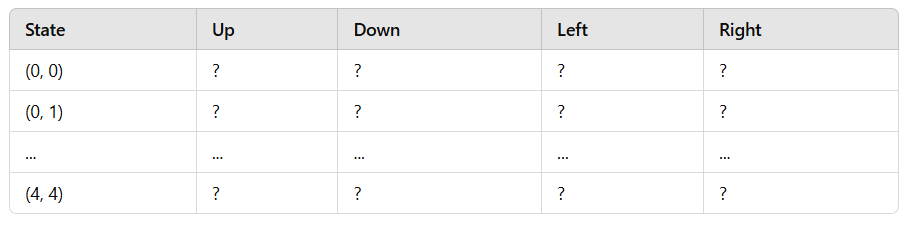 State Up Down Left Right
(0, 0) ? ? ? ?
(0, 1) ? ? ? ?
... ... ... ... ...
(4, 4) ? ? ? ?